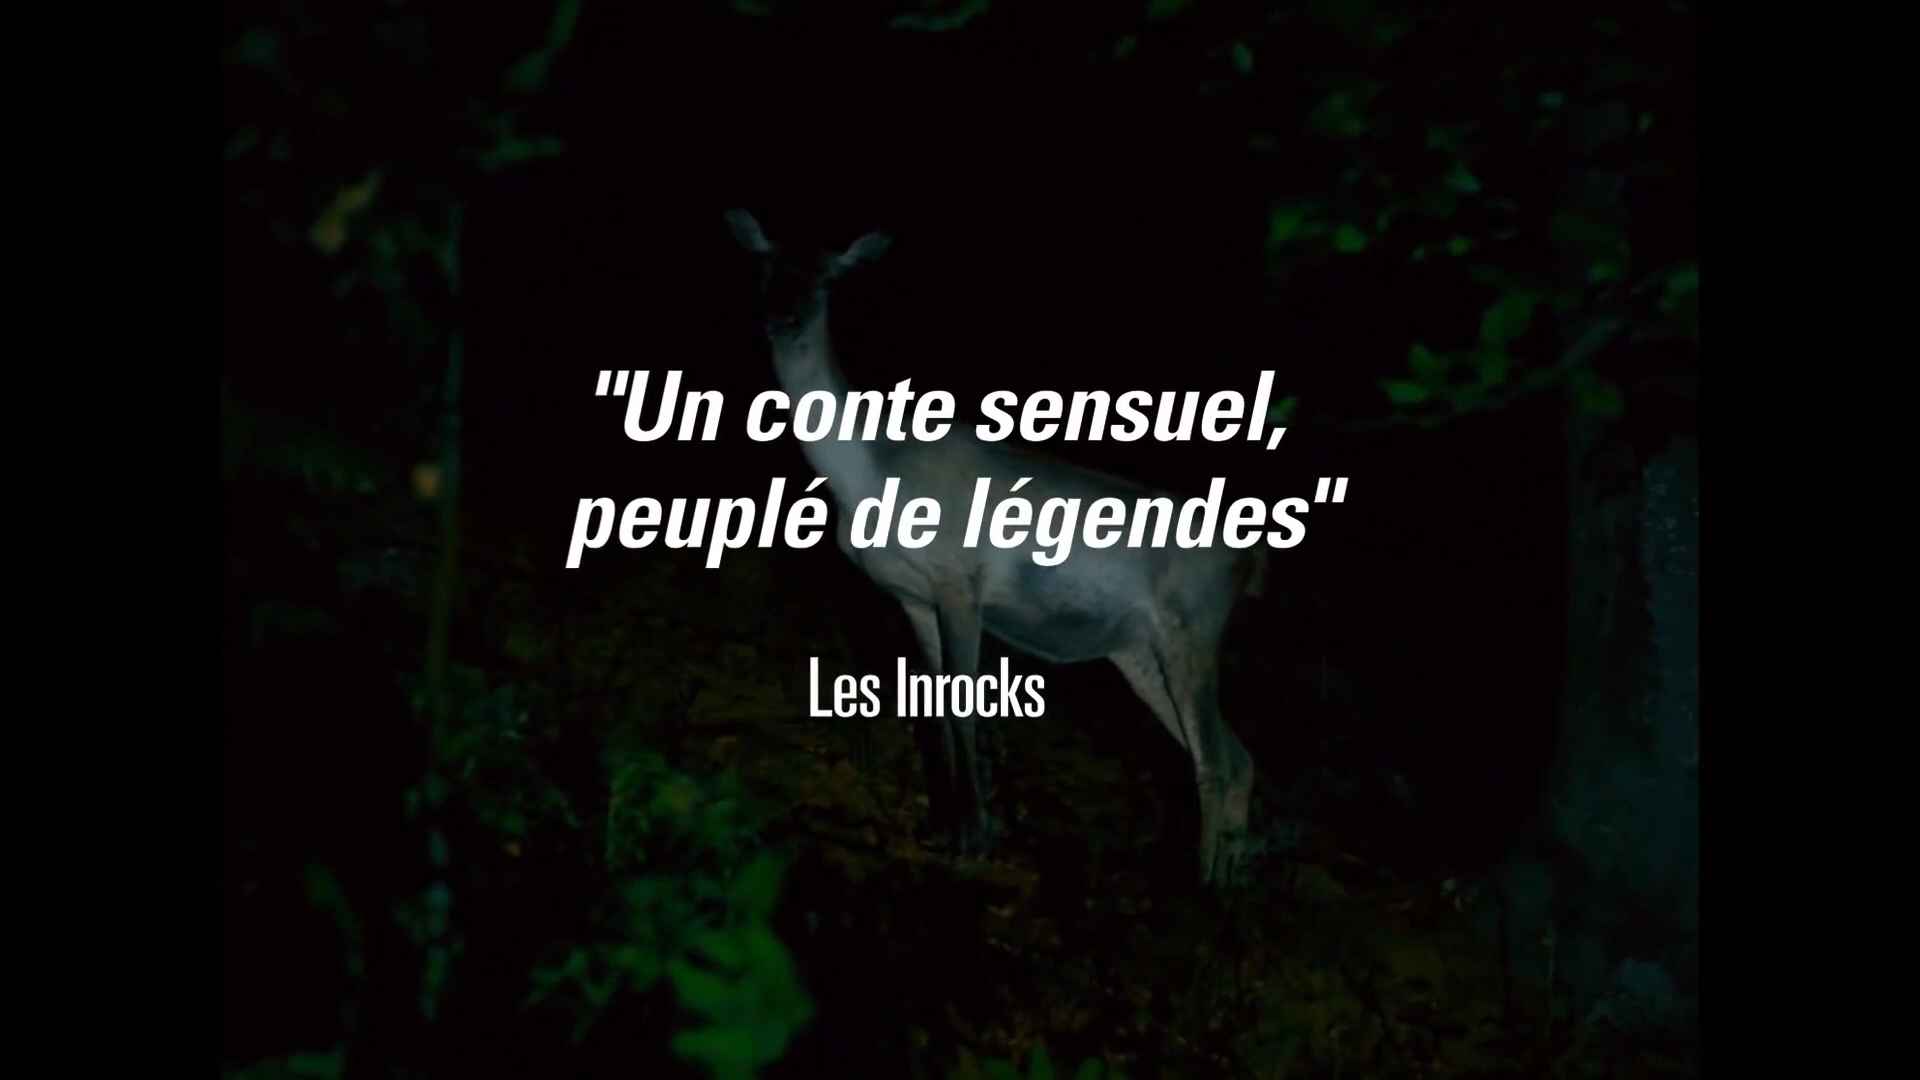 "Un conte sensuel,
peuplé de légendes"
Les Inrocks